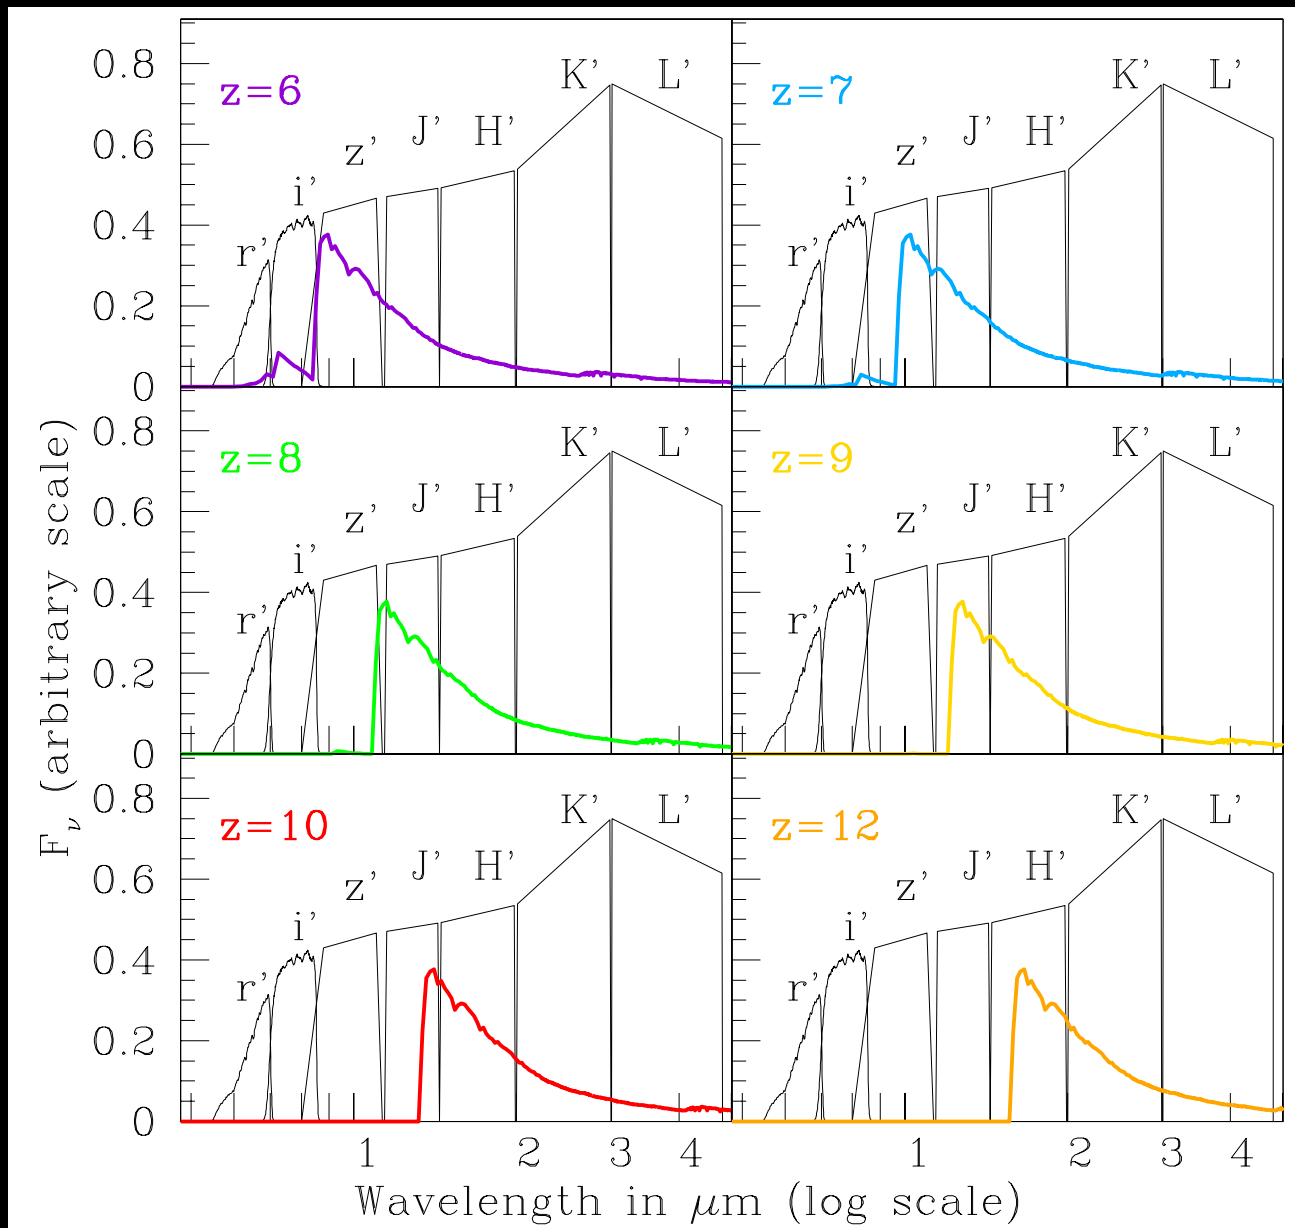 F_ν (arbitrary scale)
0.8
0.6
0.4
0.2
0
z=6
r'
i'
z'
J'
H'
K'
L'
z=7
r'
i'
z'
J'
H'
K'
L'
0.8
0.6
0.4
0.2
0
z=8
r'
i'
z'
J'
H'
K'
L'
z=9
r'
i'
z'
J'
H'
K'
L'
0.8
0.6
0.4
0.2
0
z=10
r'
i'
z'
J'
H'
K'
L'
z=12
r'
i'
z'
J'
H'
K'
L'
1 2 3 4
1 2 3 4
Wavelength in μm (log scale)